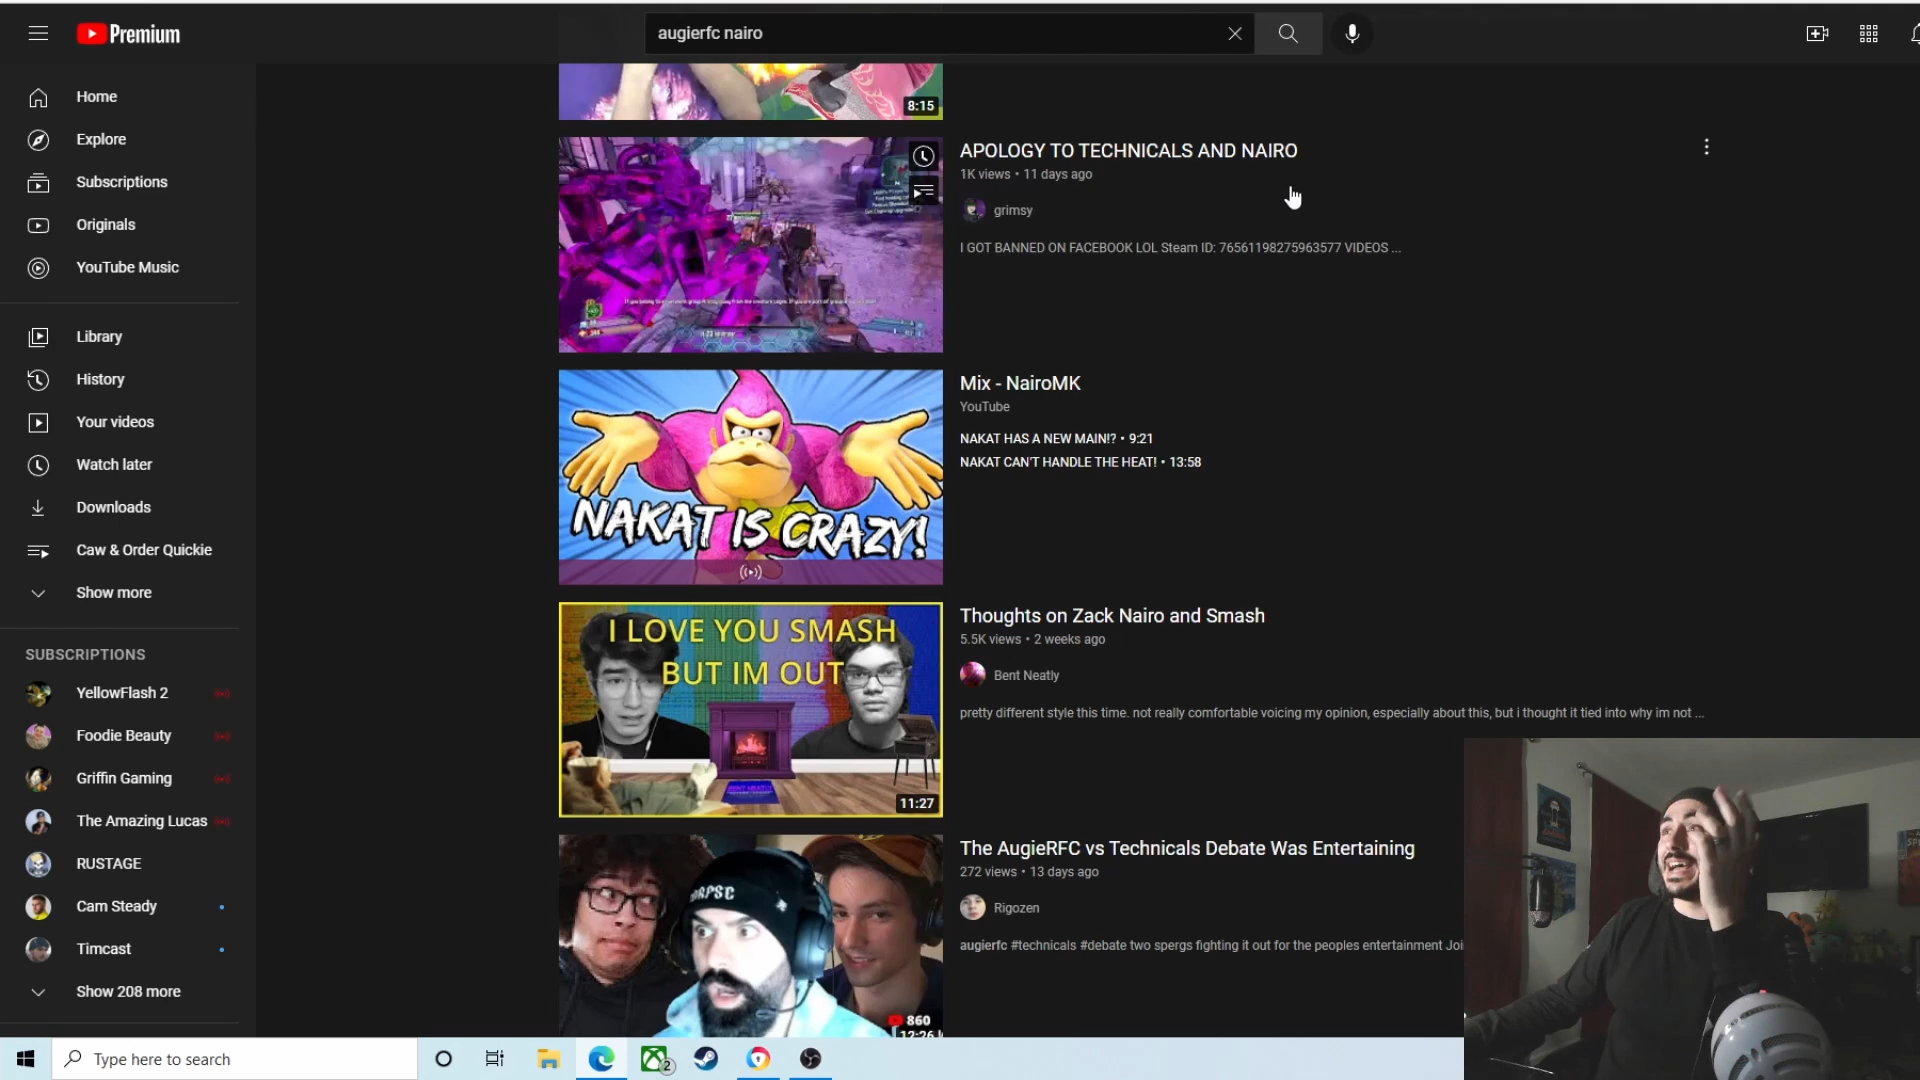 Premium
augierfc nairo
Home
Explore
Subscriptions
Originals
YouTube Music
Library
History
Your videos
Watch later
Downloads
Caw & Order Quickie
Show more
SUBSCRIPTIONS
YellowFlash 2
Foodie Beauty
Griffin Gaming
The Amazing Lucas
RUSTAGE
Cam Steady
Timcast
Show 208 more
8:15
APOLOGY TO TECHNICALS AND NAIRO
1K views • 11 days ago
grimsy
I GOT BANNED ON FACEBOOK LOL Steam ID: 76561198275963577 VIDEOS ...
NAKAT IS CRAZY!
Mix - NairoMK
YouTube
NAKAT HAS A NEW MAIN!? • 9:21
NAKAT CAN'T HANDLE THE HEAT! • 13:58
I LOVE YOU SMASH
BUT IM OUT
BENT NEATLY
11:27
Thoughts on Zack Nairo and Smash
5.5K views • 2 weeks ago
Bent Neatly
pretty different style this time. not really comfortable voicing my opinion, especially about this, but i thought it tied into why im not ...
860
12:26
The AugieRFC vs Technicals Debate Was Entertaining
272 views • 13 days ago
Rigozen
augierfc #technicals #debate two spergs fighting it out for the peoples entertainment Joi
Type here to search
2